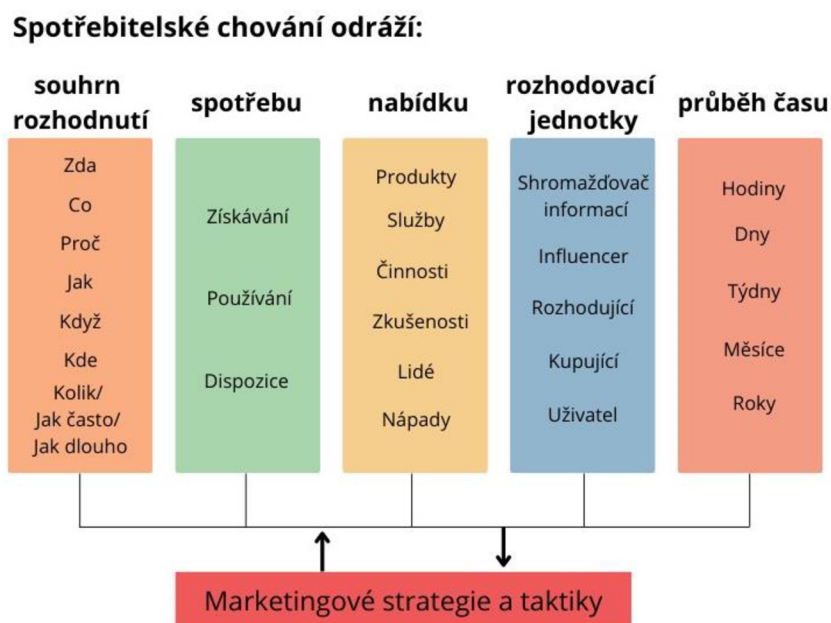 Spotřebitelské chování odráží:
souhrn
rozhodnutí
Zda
Co
Proč
Jak
Když
Kde
Kolik/
Jak často/
Jak dlouho
spotřebu
Získávání
Používání
Dispozice
nabídku
Produkty
Služby
Činnosti
Zkušenosti
Lidé
Nápady
rozhodovací
jednotky
Shromažďovač
informací
Influencer
Rozhodující
Kupující
Uživatel
průběh času
Hodiny
Dny
Týdny
Měsíce
Roky
Marketingové strategie a taktiky